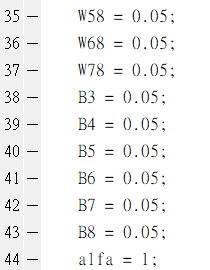 35 – W58 = 0.05;
36 – W68 = 0.05;
37 – W78 = 0.05;
38 – B3 = 0.05;
39 – B4 = 0.05;
40 – B5 = 0.05;
41 – B6 = 0.05;
42 – B7 = 0.05;
43 – B8 = 0.05;
44 – alfa = 1;